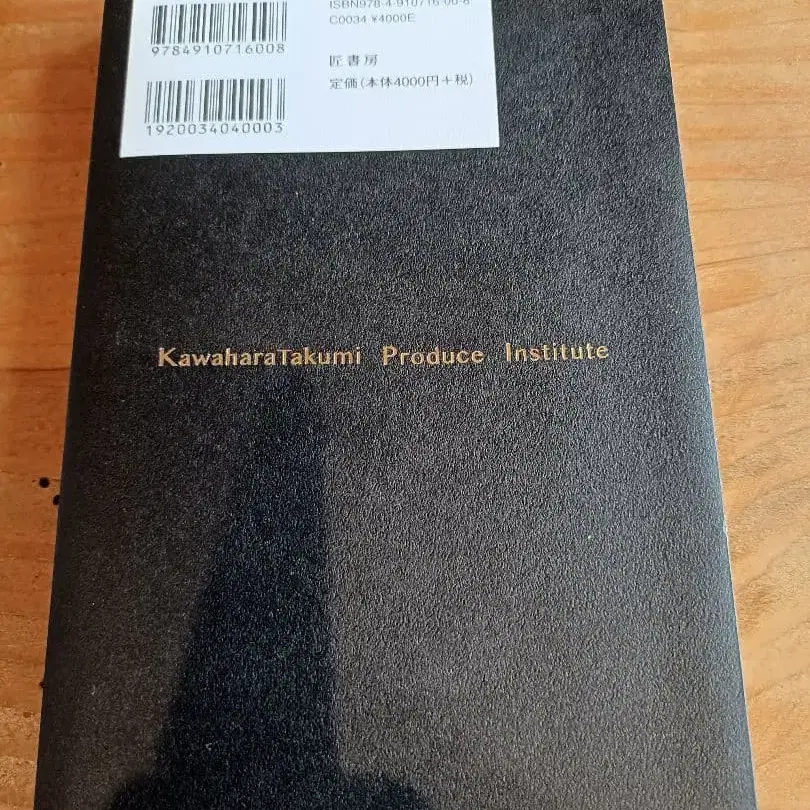 ISBN978-4-910716-00-8
C0034 ¥4000E
9784910716008
匠書房
定価(本体4000円+税)
1920034040003
KawaharaTakumi Produce Institute